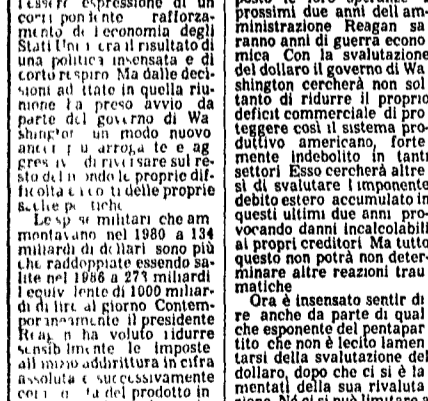 espressione di un
rafforza-
mento di l economia degli
Stati Uniti era il risultato di
una politica insensata e di
corto respiro Ma dalle deci-
sioni adottate in quella riu-
nione ha preso avvio da
parte del governo di Wa
shington un modo nuovo
ancor più arrogante e ag
gressivo di riversare sul re-
sto del mondo le proprie dif-
ficoltà e i costi delle proprie
scelte politiche
Le spese militari che am
montavano nel 1980 a 134
miliardi di dollari sono più
che raddoppiate essendo sa-
lite nel 1986 a 273 miliardi
l equivalente di 1000 miliar-
di di lire al giorno Contem-
poraneamente il presidente
Reagan ha voluto ridurre
sensibilmente le imposte
all inizio addirittura in cifra
assoluta e successivamente
del prodotto in
prossimi due anni dell am-
ministrazione Reagan sa
ranno anni di guerra econo
mica Con la svalutazione
del dollaro il governo di Wa
shington cercherà non sol
tanto di ridurre il proprio
deficit commerciale di pro
teggere così il sistema pro-
duttivo americano, forte
mente indebolito in tanti
settori Esso cercherà altre
sì di svalutare l imponente
debito estero accumulato in
questi ultimi due anni pro-
vocando danni incalcolabili
ai propri creditori Ma tutto
questo non potrà non deter-
minare altre reazioni trau
matiche
Ora è insensato sentir di
re anche da parte di qual
che esponente del pentapar
tito che non è lecito lamen
tarsi della svalutazione del
dollaro, dopo che ci si è la
mentati della sua rivaluta